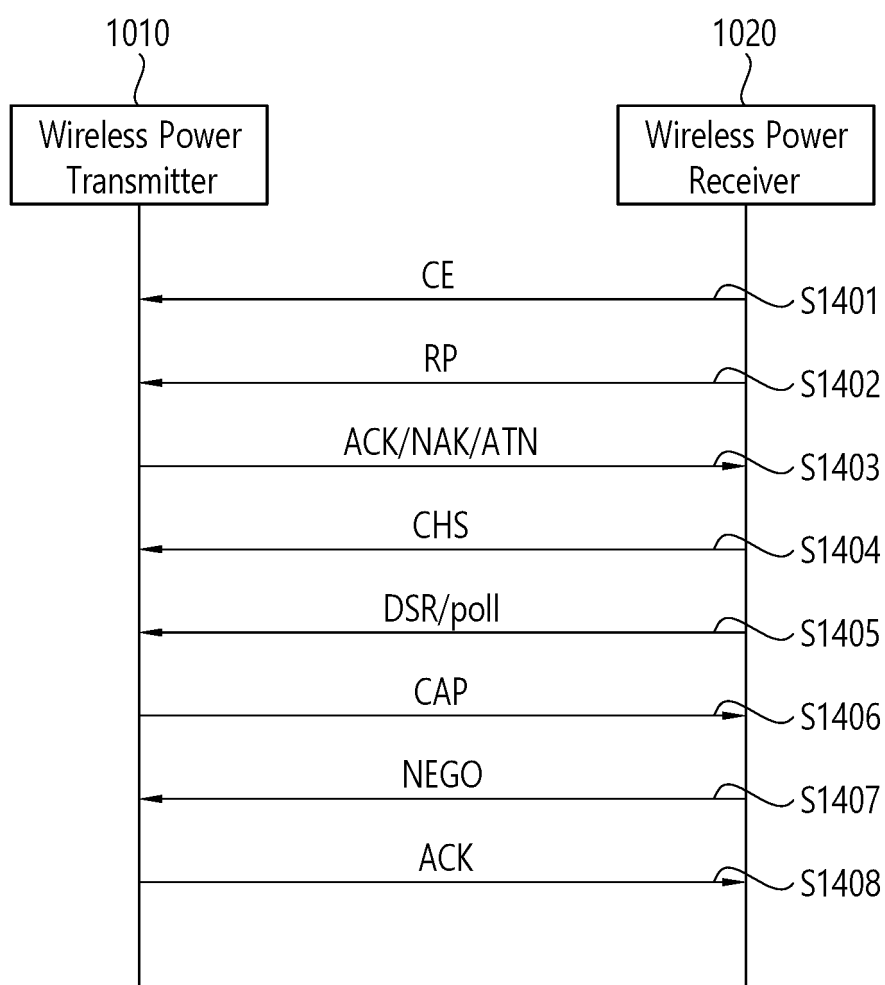 1010
1020
Wireless Power
Transmitter
Wireless Power
Receiver
CE
S1401
RP
S1402
ACK/NAK/ATN
S1403
CHS
S1404
DSR/poll
S1405
CAP
S1406
NEGO
S1407
ACK
S1408